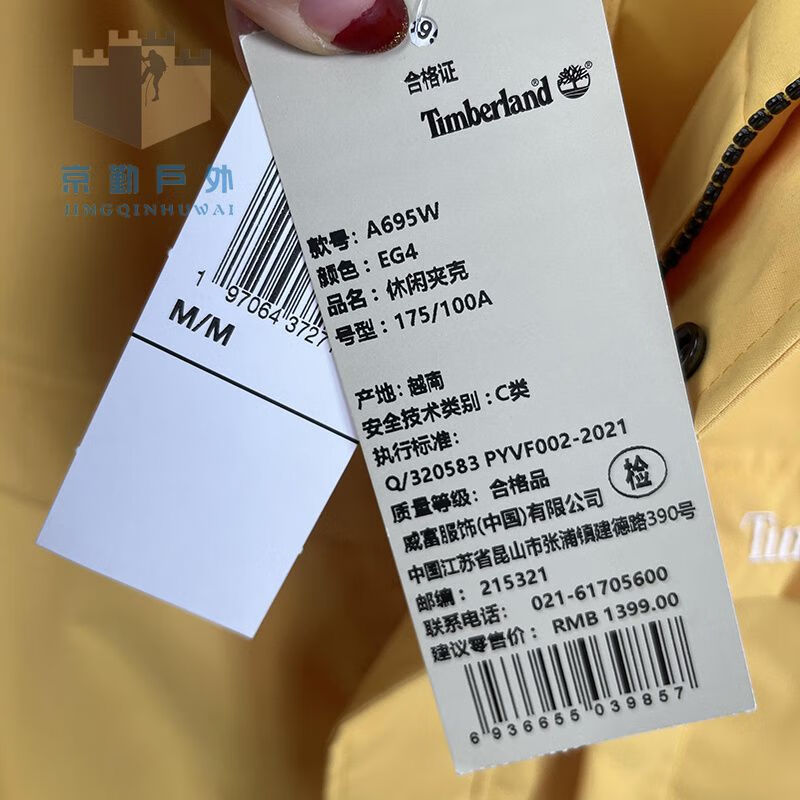 京勤戶外
JINGQINHUWAI
合格证
Timberland
款号：A695W
颜色：EG4
品名：休闲夹克
号型：175/100A
产地：越南
安全技术类别：C类
执行标准：
Q/320583 PYVF002-2021
质量等级：合格品
检
威富服饰(中国)有限公司
中国江苏省昆山市张浦镇建德路390号
邮编：215321
联系电话：021-61705600
建议零售价：RMB 1399.00
6 936655 039857
1 97064 3727
M/M